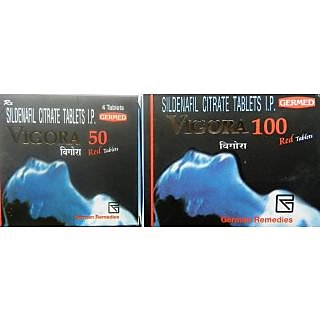 Rx
4 Tablets
SILDENAFIL CITRATE TABLETS I.P.
GERMED
VIGORA 50
विगोरा Red Tablets
German Remedies
SILDENAFIL CITRATE TABLETS I.P. GERMED
VIGORA 100
विगोरा Red Tablets
German Remedies